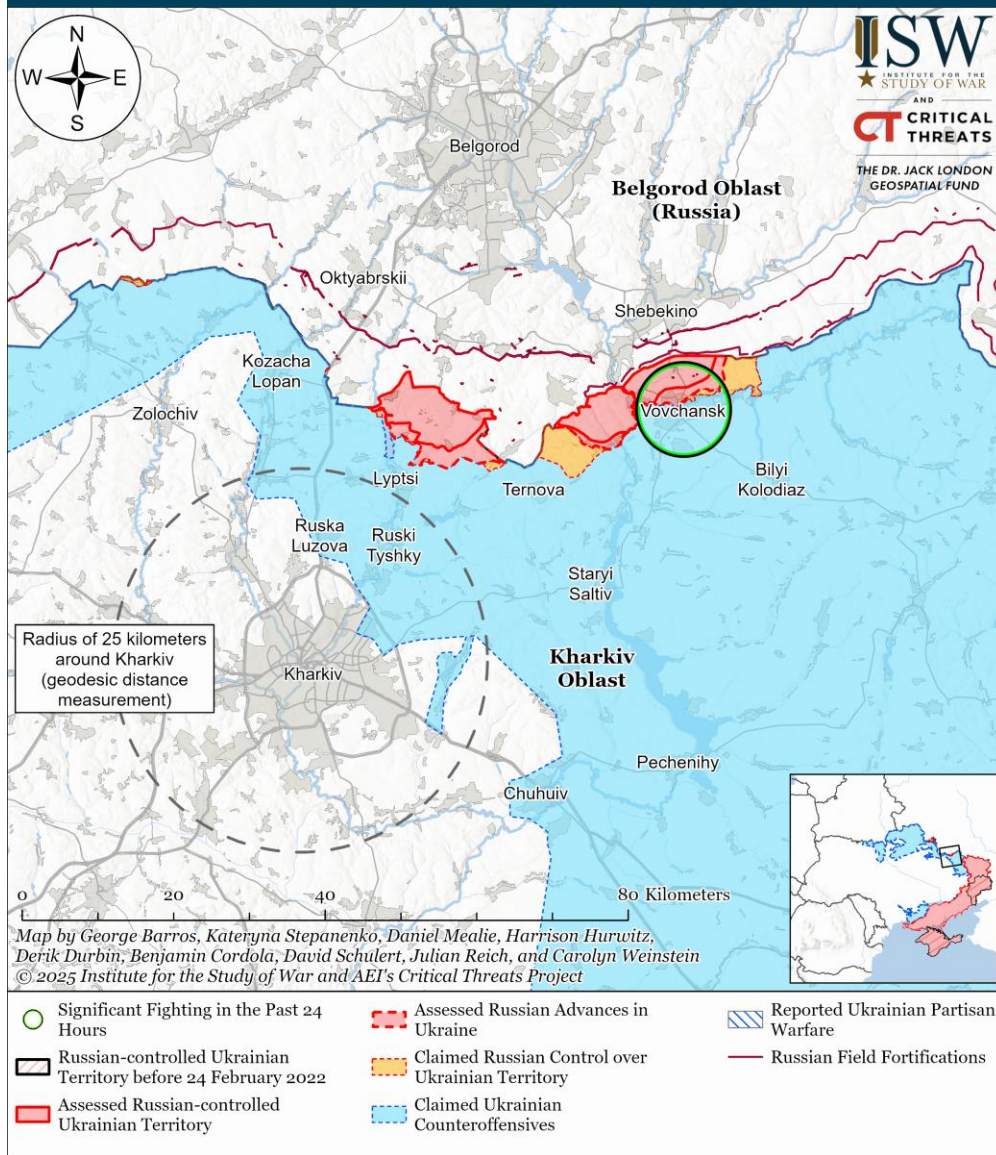 N
W
E
S
ISW
INSTITUTE FOR THE
STUDY OF WAR
AND
CT CRITICAL
THREATS
THE DR. JACK LONDON
GEOSPATIAL FUND
Belgorod
Belgorod Oblast
(Russia)
Oktyabrskii
Shebekino
Kozacha
Lopan
Zolochiv
Vovchansk
Lyptsi
Ternova
Bilyi
Kolodiaz
Ruska
Luzova
Ruski
Tyshky
Staryi
Saltiv
Radius of 25 kilometers
around Kharkiv
(geodesic distance
measurement)
Kharkiv
Kharkiv
Oblast
Pechenihy
Chuhuiv
0 20 40 80 Kilometers
Map by George Barros, Kateryna Stepanenko, Daniel Mealie, Harrison Hurwitz,
Derik Durbin, Benjamin Cordola, David Schulert, Julian Reich, and Carolyn Weinstein
© 2025 Institute for the Study of War and AEI's Critical Threats Project
Significant Fighting in the Past 24
Hours
Russian-controlled Ukrainian
Territory before 24 February 2022
Assessed Russian-controlled
Ukrainian Territory
Assessed Russian Advances in
Ukraine
Claimed Russian Control over
Ukrainian Territory
Claimed Ukrainian
Counteroffensives
Reported Ukrainian Partisan
Warfare
Russian Field Fortifications